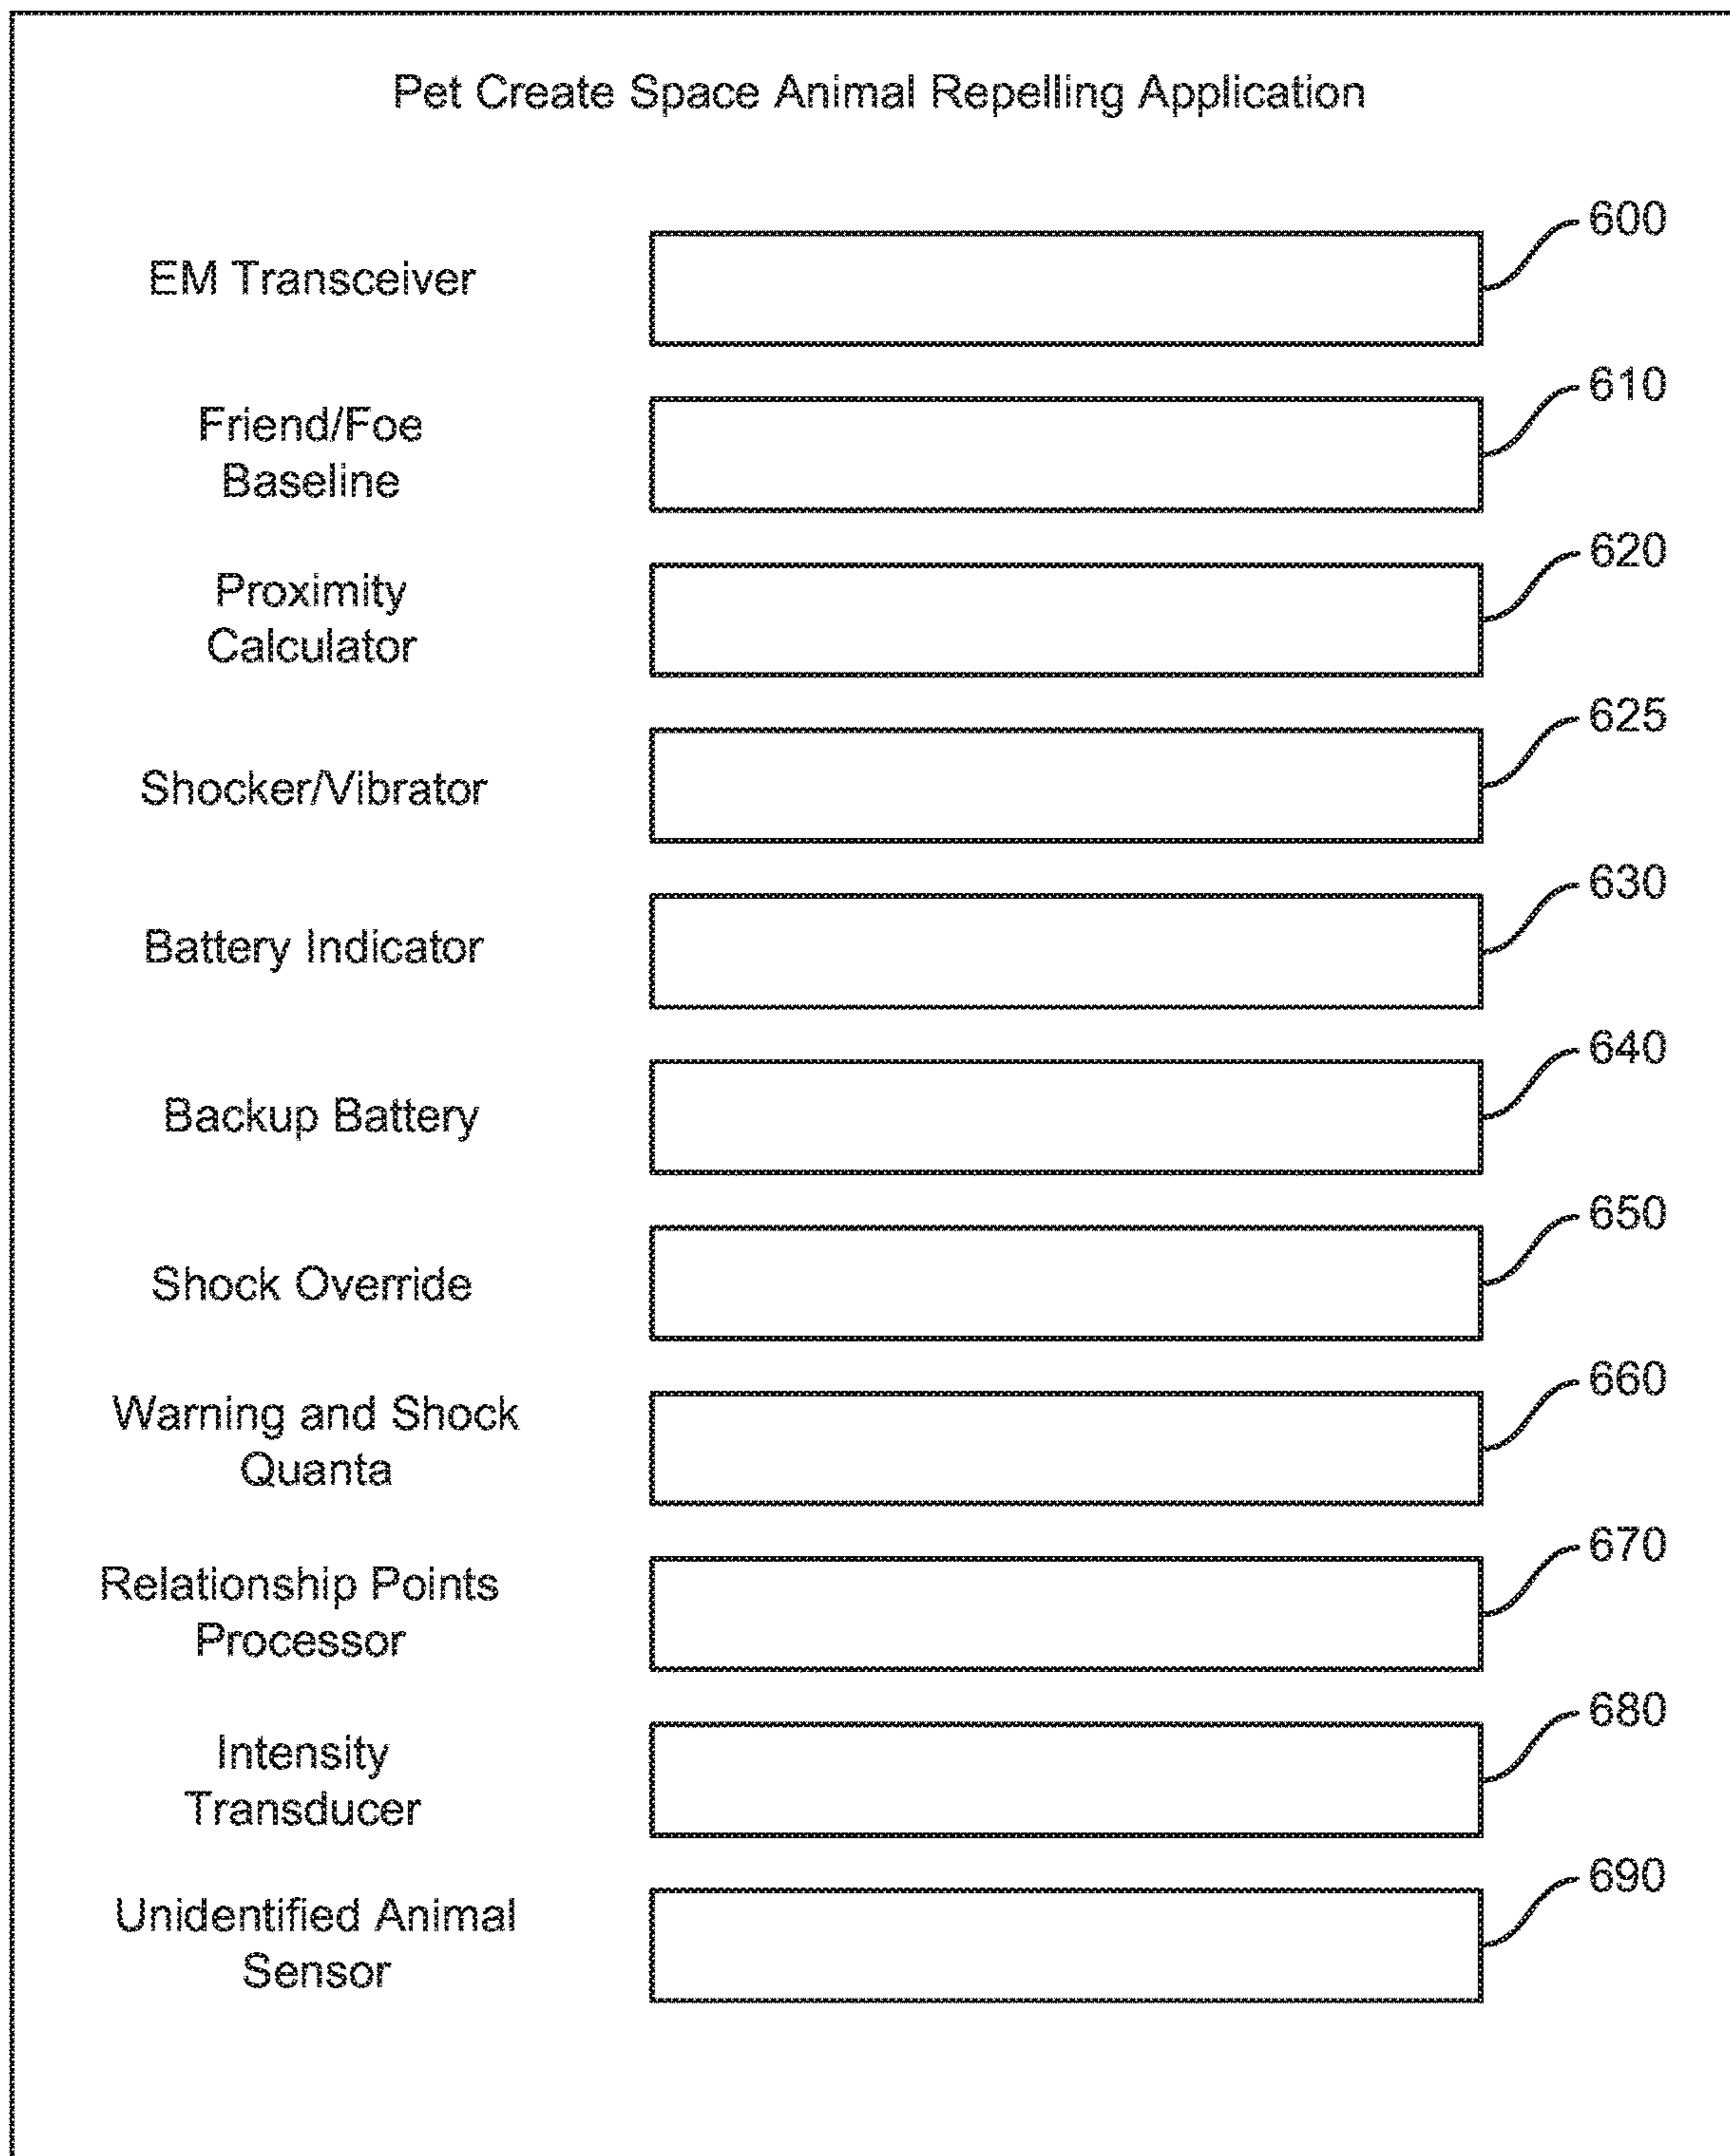 Pet Create Space Animal Repelling Application
600
EM Transceiver
610
Friend/Foe
Baseline
620
Proximity
Calculator
625
Shocker/Vibrator
630
Battery Indicator
640
Backup Battery
650
Shock Override
660
Warning and Shock
Quanta
670
Relationship Points
Processor
680
Intensity
Transducer
690
Unidentified Animal
Sensor